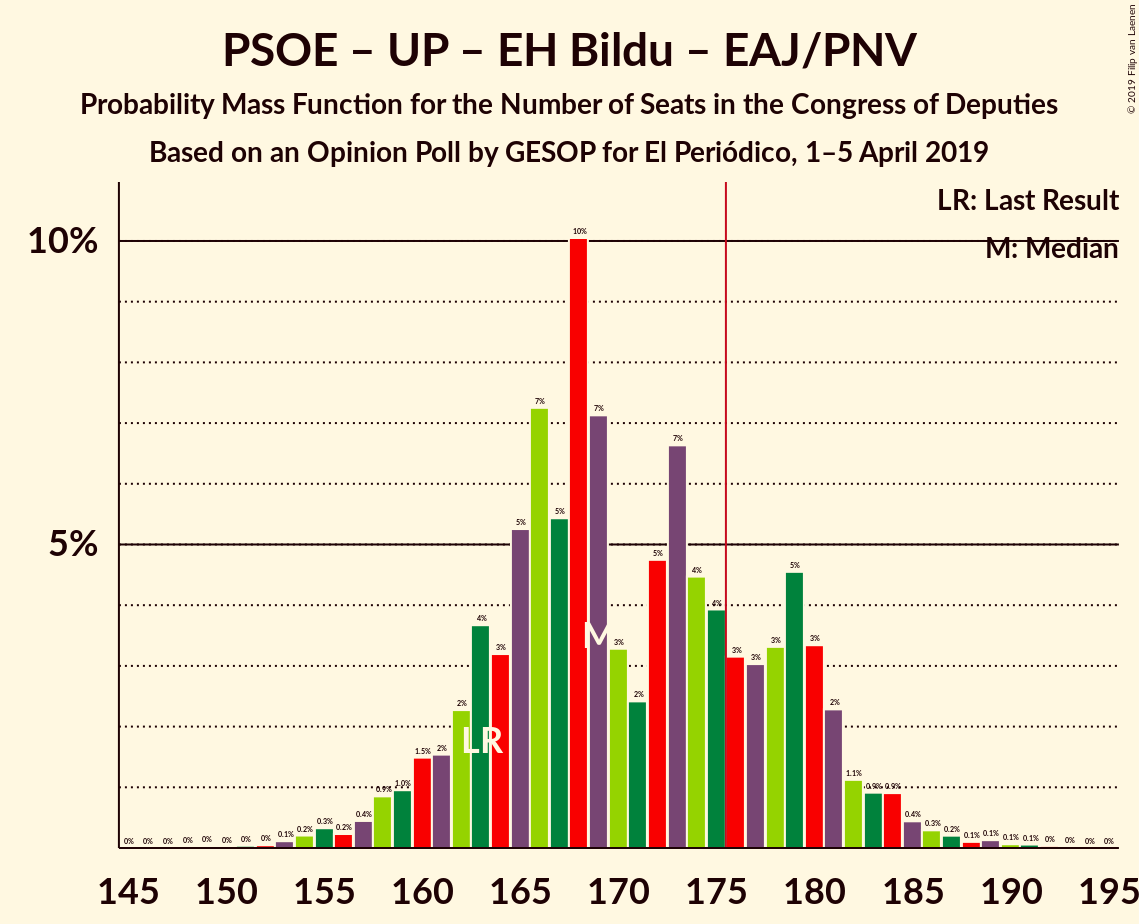 PSOE – UP – EH Bildu – EAJ/PNV
Probability Mass Function for the Number of Seats in the Congress of Deputies
Based on an Opinion Poll by GESOP for El Periódico, 1–5 April 2019
© 2019 Filip van Laenen
LR: Last Result
M: Median
10%
5%
0% 0% 0% 0% 0% 0% 0% 0% 0.1% 0.2% 0.3% 0.2% 0.4% 0.9% 1.0% 1.5% 2% 2% 4% 3% 5% 7% 5% 10% 7% 3% 2% 5% 7% 4% 4% 3% 3% 3% 5% 3% 2% 1.1% 0.9% 0.9% 0.4% 0.3% 0.2% 0.1% 0.1% 0.1% 0.1% 0% 0% 0% 0%
LR
M
145 150 155 160 165 170 175 180 185 190 195